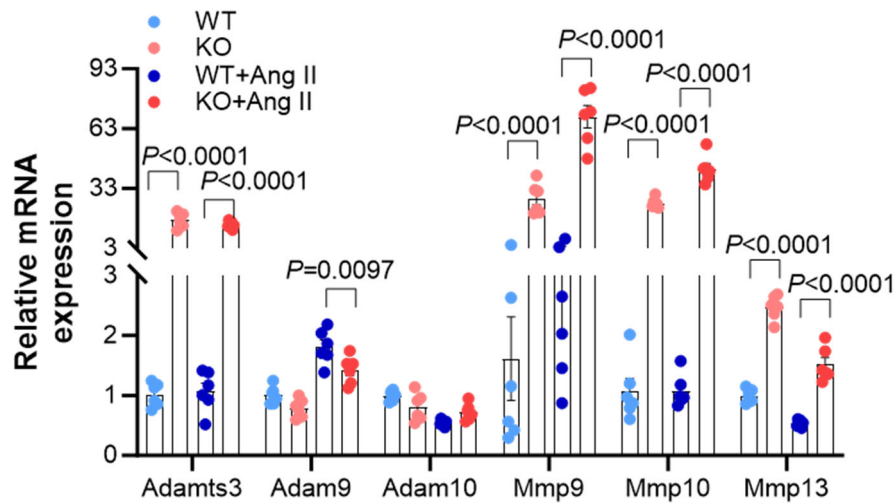 WT
KO
WT+Ang II
KO+Ang II
Relative mRNA
expression
93
63
33
3
3
2
1
0
P<0.0001
P<0.0001
P=0.0097
P<0.0001
P<0.0001
P<0.0001
P<0.0001
P<0.0001
P<0.0001
Adamts3 Adam9 Adam10 Mmp9 Mmp10 Mmp13